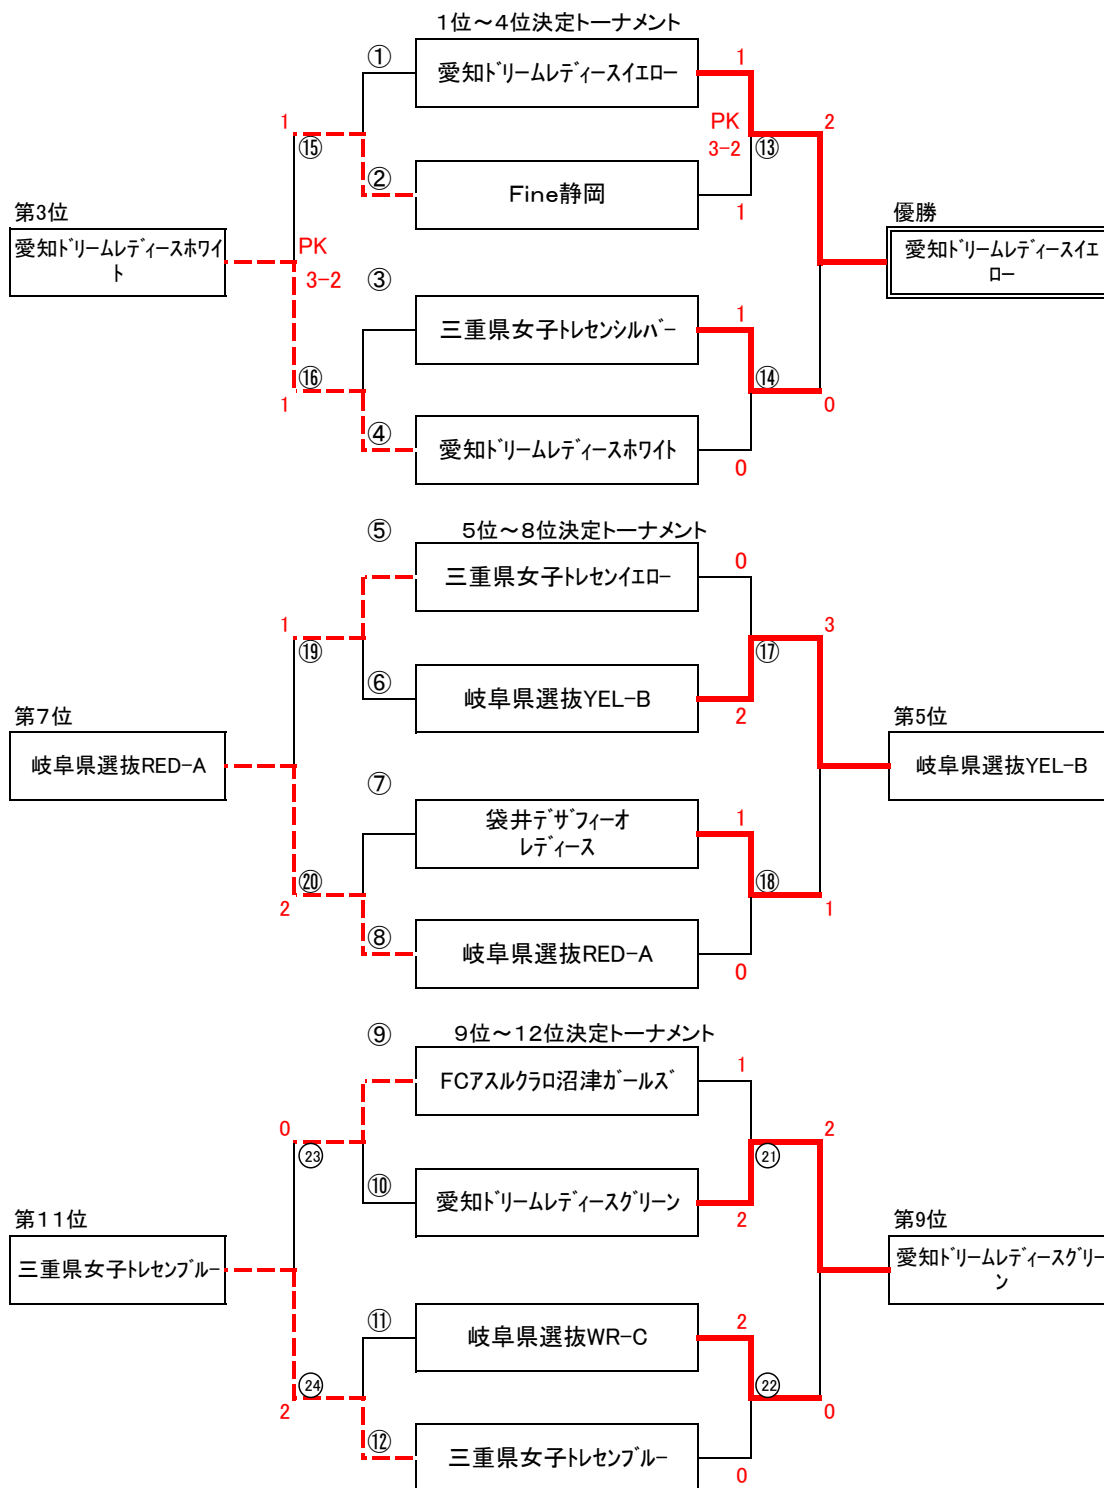 1位~4位決定トーナメント
①
愛知ドリームレディースイエロー
1
1
⑮
PK
3-2
⑬
2
②
Fine静岡
1
第3位
優勝
愛知ドリームレディースホワイ
ト
PK
3-2
愛知ドリームレディースイエ
ロー
③
三重県女子トレセンシルバー
1
⑯
1
⑭
0
④
愛知ドリームレディースホワイト
0
⑤
5位~8位決定トーナメント
三重県女子トレセンイエロー
0
1
⑲
⑰
3
⑥
岐阜県選抜YEL-B
2
第7位
第5位
岐阜県選抜RED-A
岐阜県選抜YEL-B
⑦
袋井デザフィーオ
レディース
1
⑳
2
⑱
1
⑧
岐阜県選抜RED-A
0
⑨
9位~12位決定トーナメント
FCアスルクラロ沼津ガールズ
1
0
㉓
㉑
2
⑩
愛知ドリームレディースグリーン
2
第11位
第9位
三重県女子トレセンブルー
愛知ドリームレディースグリー
ン
⑪
岐阜県選抜WR-C
2
㉔
2
㉒
0
⑫
三重県女子トレセンブルー
0